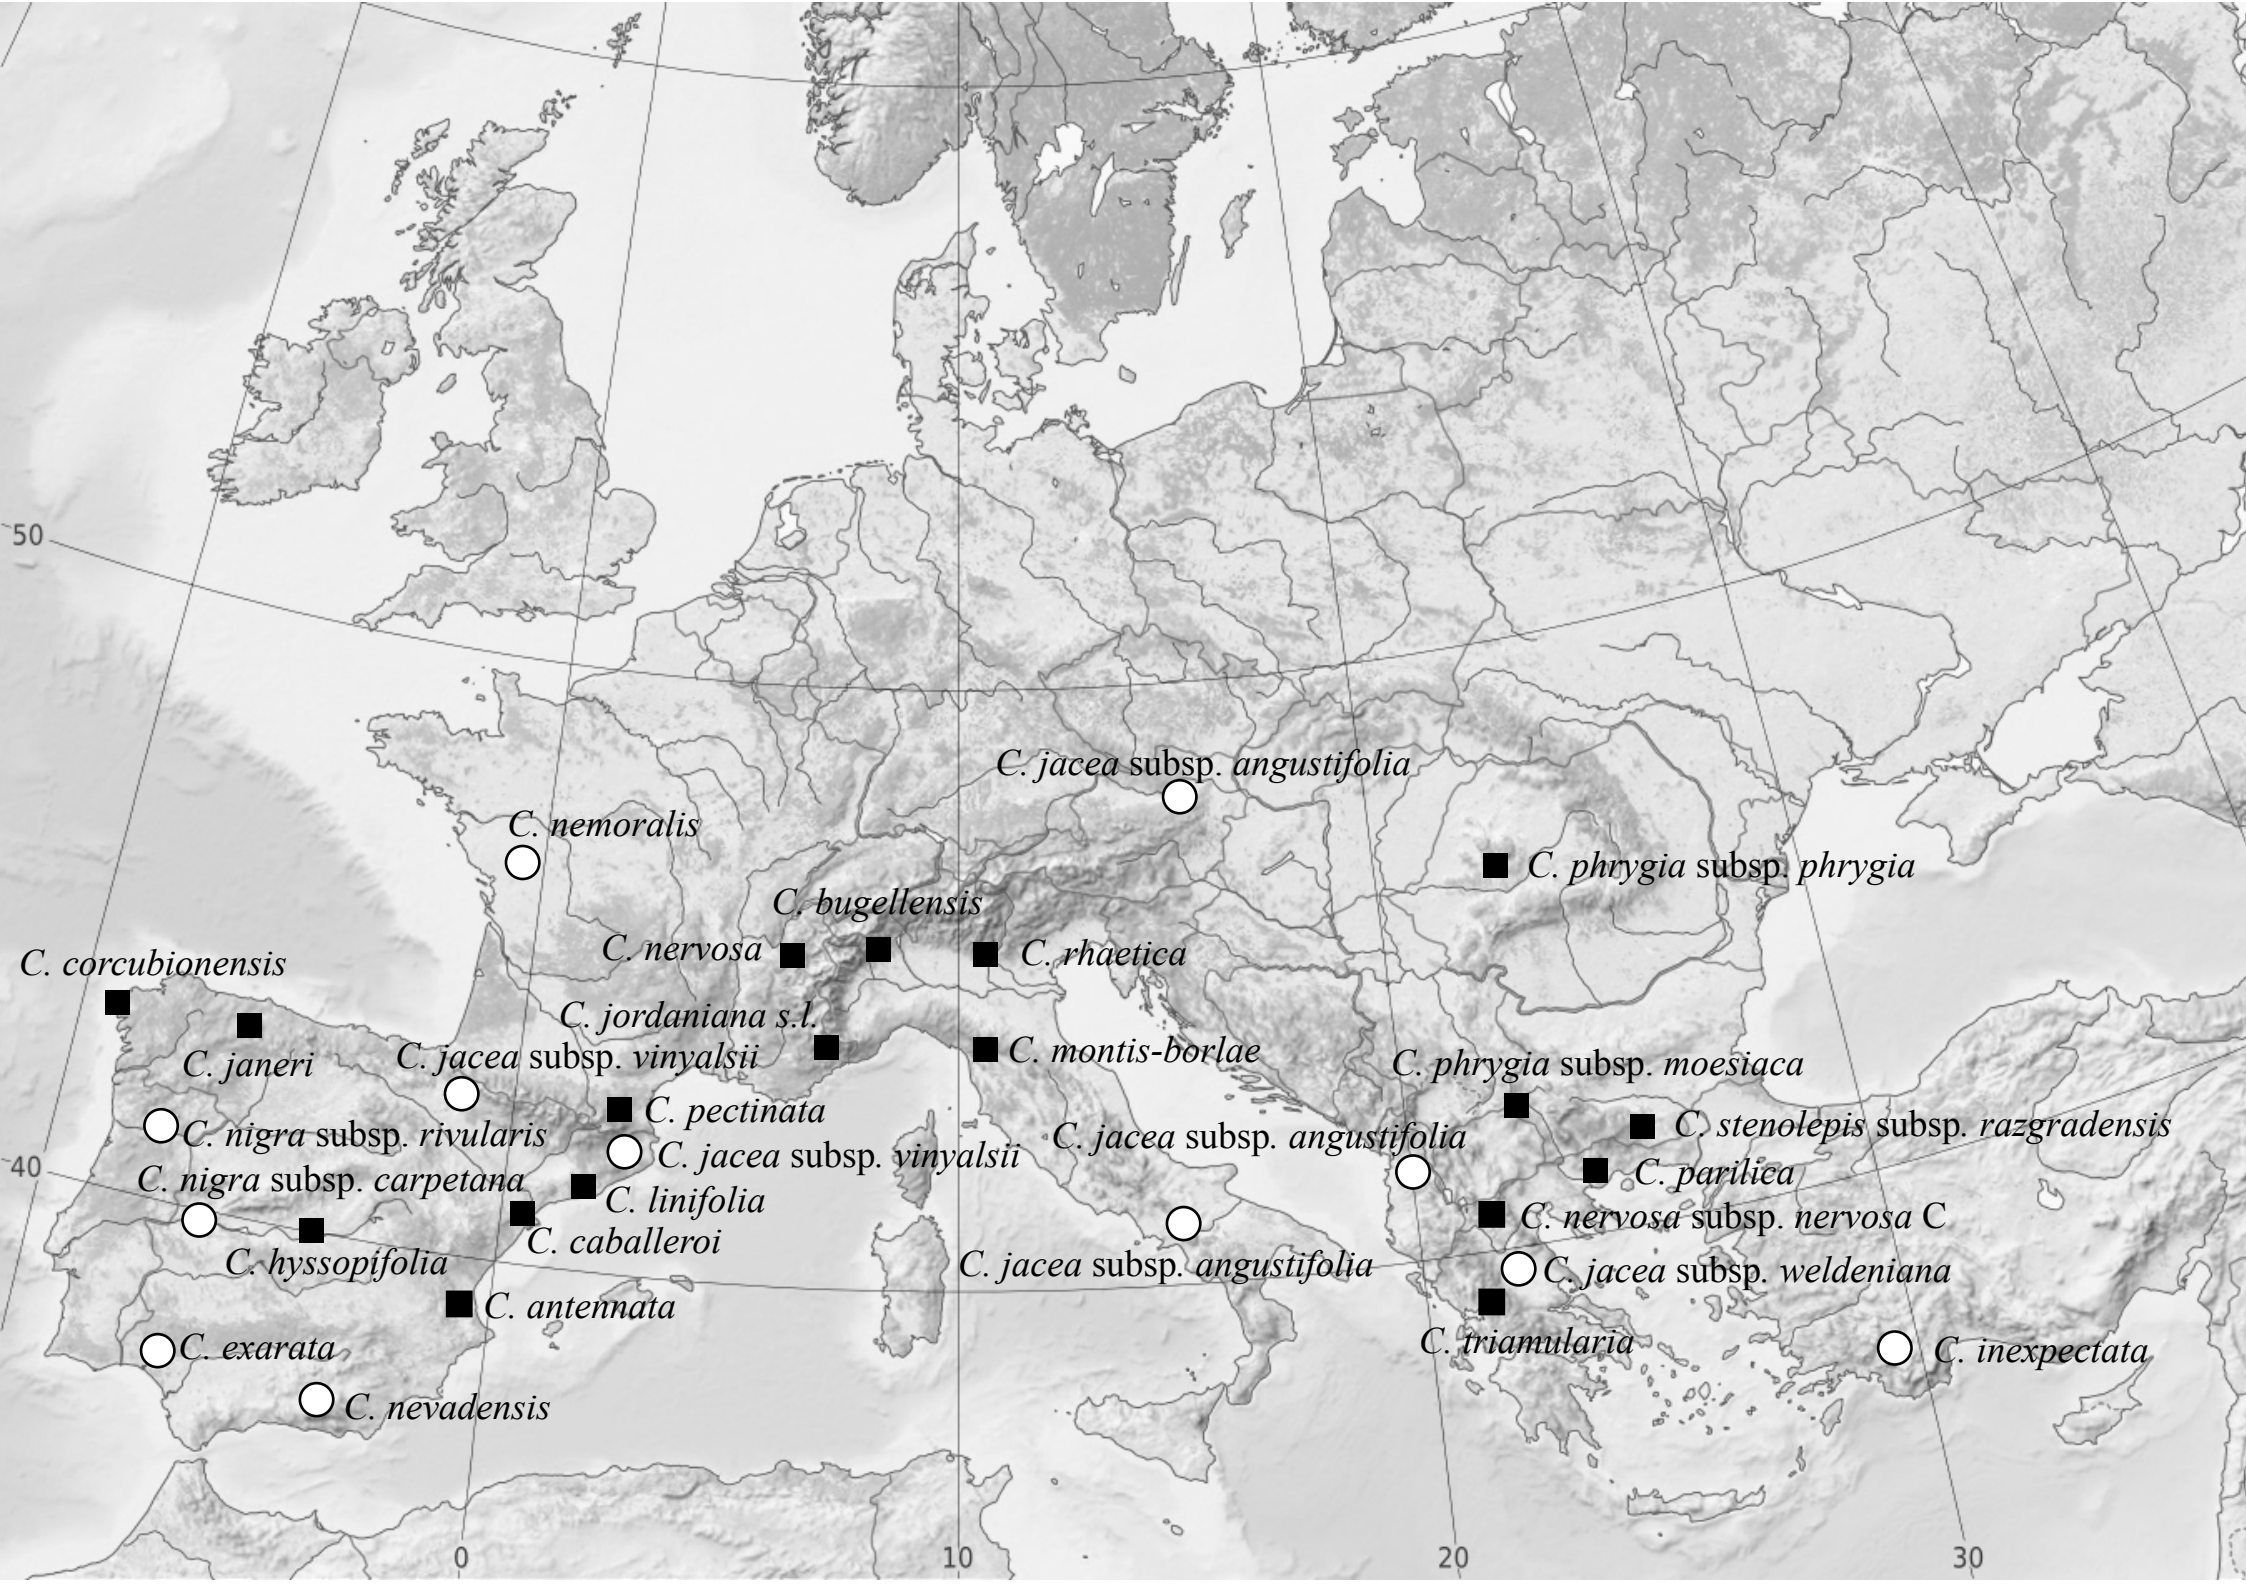 50
C. jacea subsp. angustifolia
C. nemoralis
C. phrygia subsp. phrygia
C. bugellensis
C. nervosa
C. rhaetica
C. corcubionensis
C. jordaniana s.l.
C. janeri
C. jacea subsp. vinyalsii
C. montis-borlae
C. phrygia subsp. moesiaca
C. pectinata
C. nigra subsp. rivularis
C. jacea subsp. angustifolia
C. stenolepis subsp. razgradensis
C. jacea subsp. vinyalsii
40
C. nigra subsp. carpetana
C. parilica
C. linifolia
C. nervosa subsp. nervosa C
C. caballeroi
C. hyssopifolia
C. jacea subsp. angustifolia
C. jacea subsp. weldeniana
C. antennata
C. exarata
C. triamularia
C. inexpectata
C. nevadensis
0
10
20
30